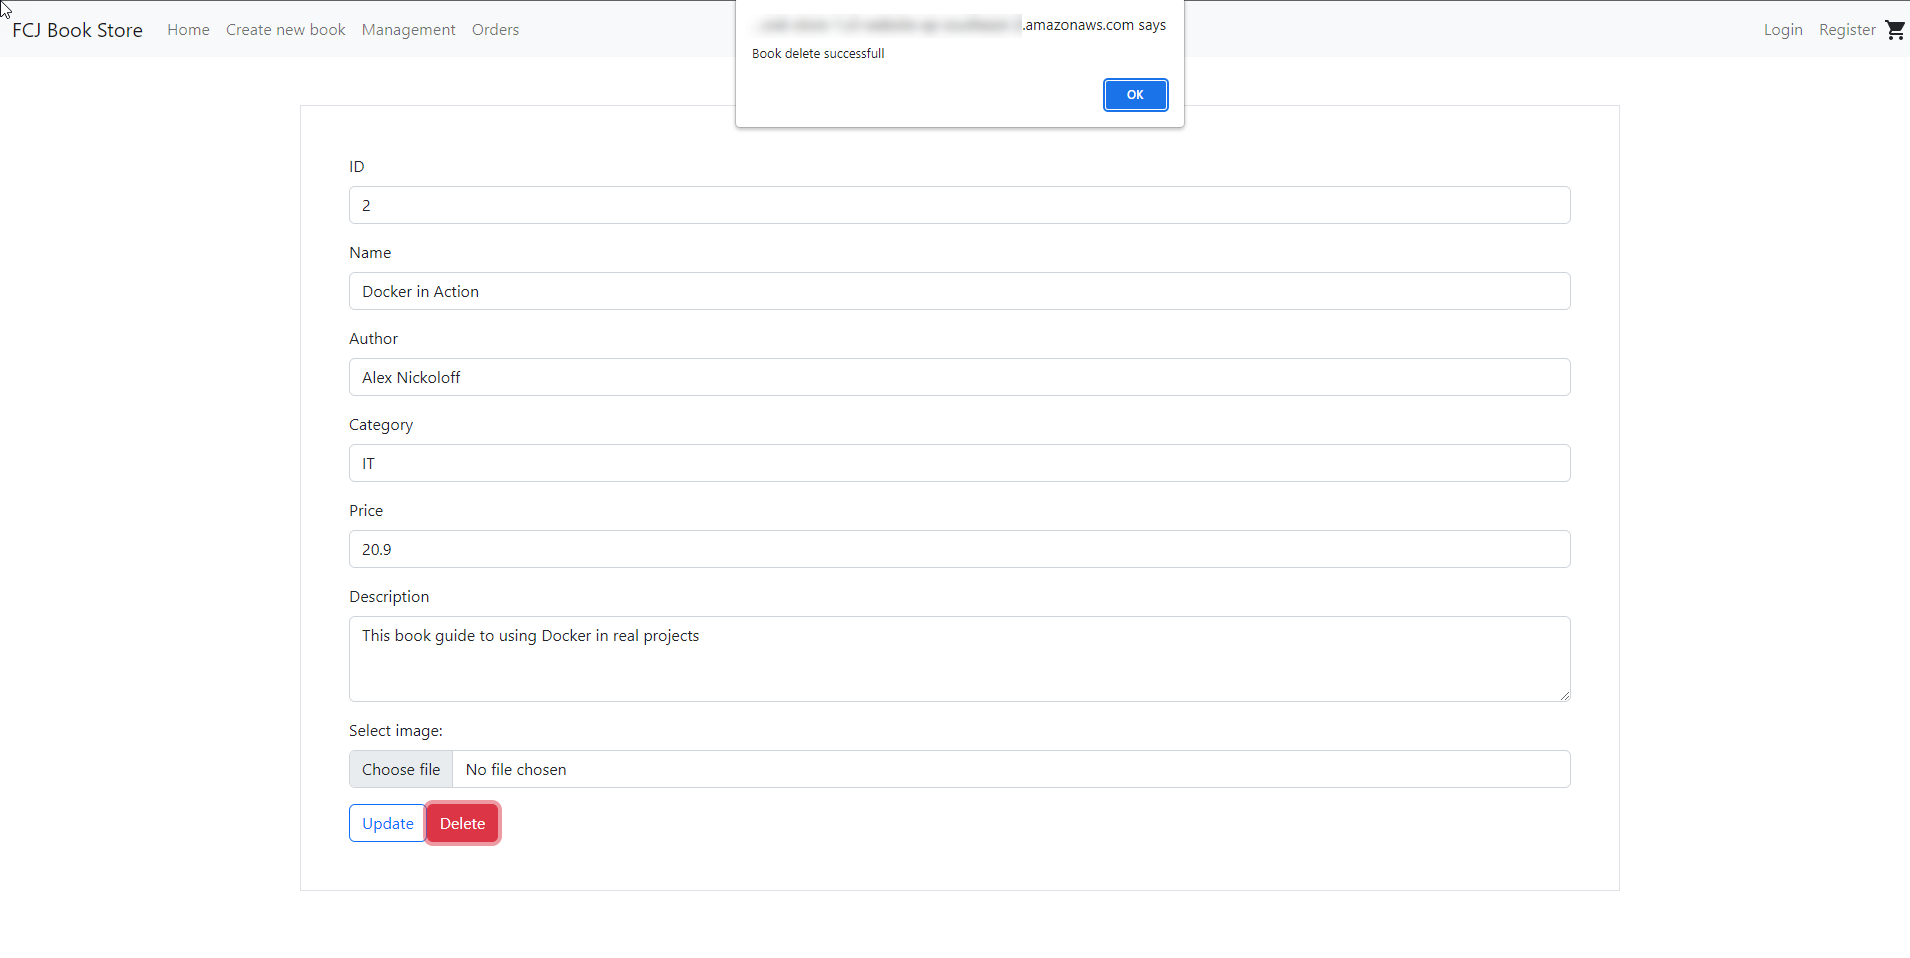 FCJ Book Store Home Create new book Management Orders Login Register
.amazonaws.com says
Book delete successfull
OK
ID
2
Name
Docker in Action
Author
Alex Nickoloff
Category
IT
Price
20.9
Description
This book guide to using Docker in real projects
Select image:
Choose file No file chosen
Update Delete